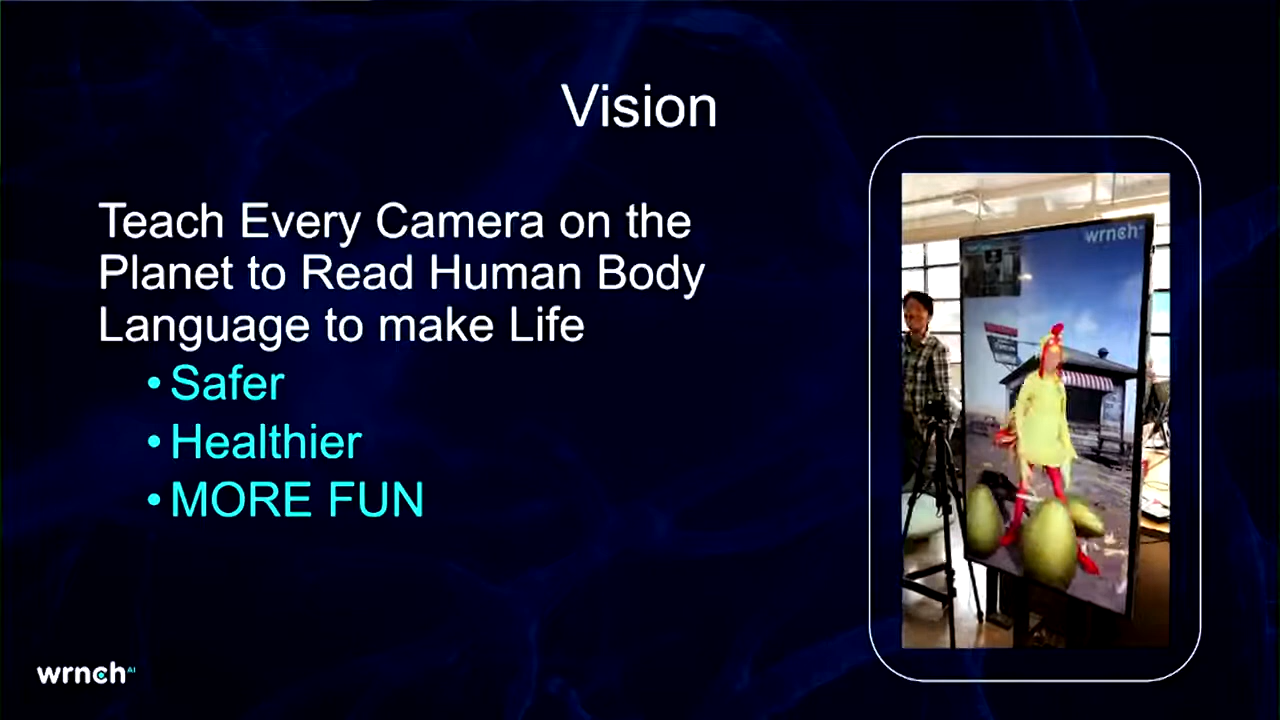 Vision
Teach Every Camera on the
Planet to Read Human Body
Language to make Life
• Safer
• Healthier
• MORE FUN
wrnch
wrnch AI